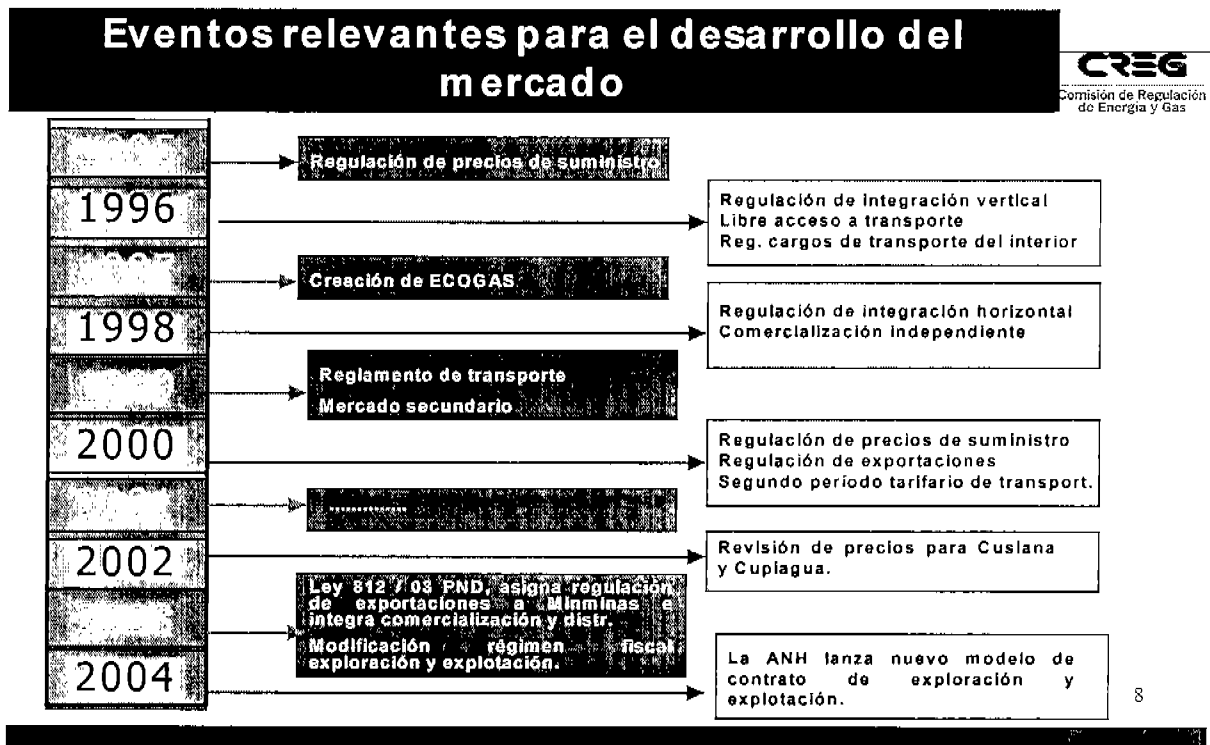 Eventos relevantes para el desarrollo del
mercado
CREG
Comisión de Regulación
de Energía y Gas
Regulación de precios de suministro
1996
Regulación de integración vertical
Libre acceso a transporte
Reg. cargos de transporte del interior
Creación de ECOGAS
1998
Regulación de integración horizontal
Comercialización independiente
Reglamento de transporte
Mercado secundario
2000
Regulación de precios de suministro
Regulación de exportaciones
Segundo período tarifario de transport.
------------
2002
Revisión de precios para Cusiana
y Cupiagua.
Ley 812 / 03 PND, asigna regulación
de exportaciones a Minminas e
integra comercialización y distr.
Modificación régimen fiscal
exploración y explotación.
2004
La ANH lanza nuevo modelo de
contrato de exploración y
explotación.
8